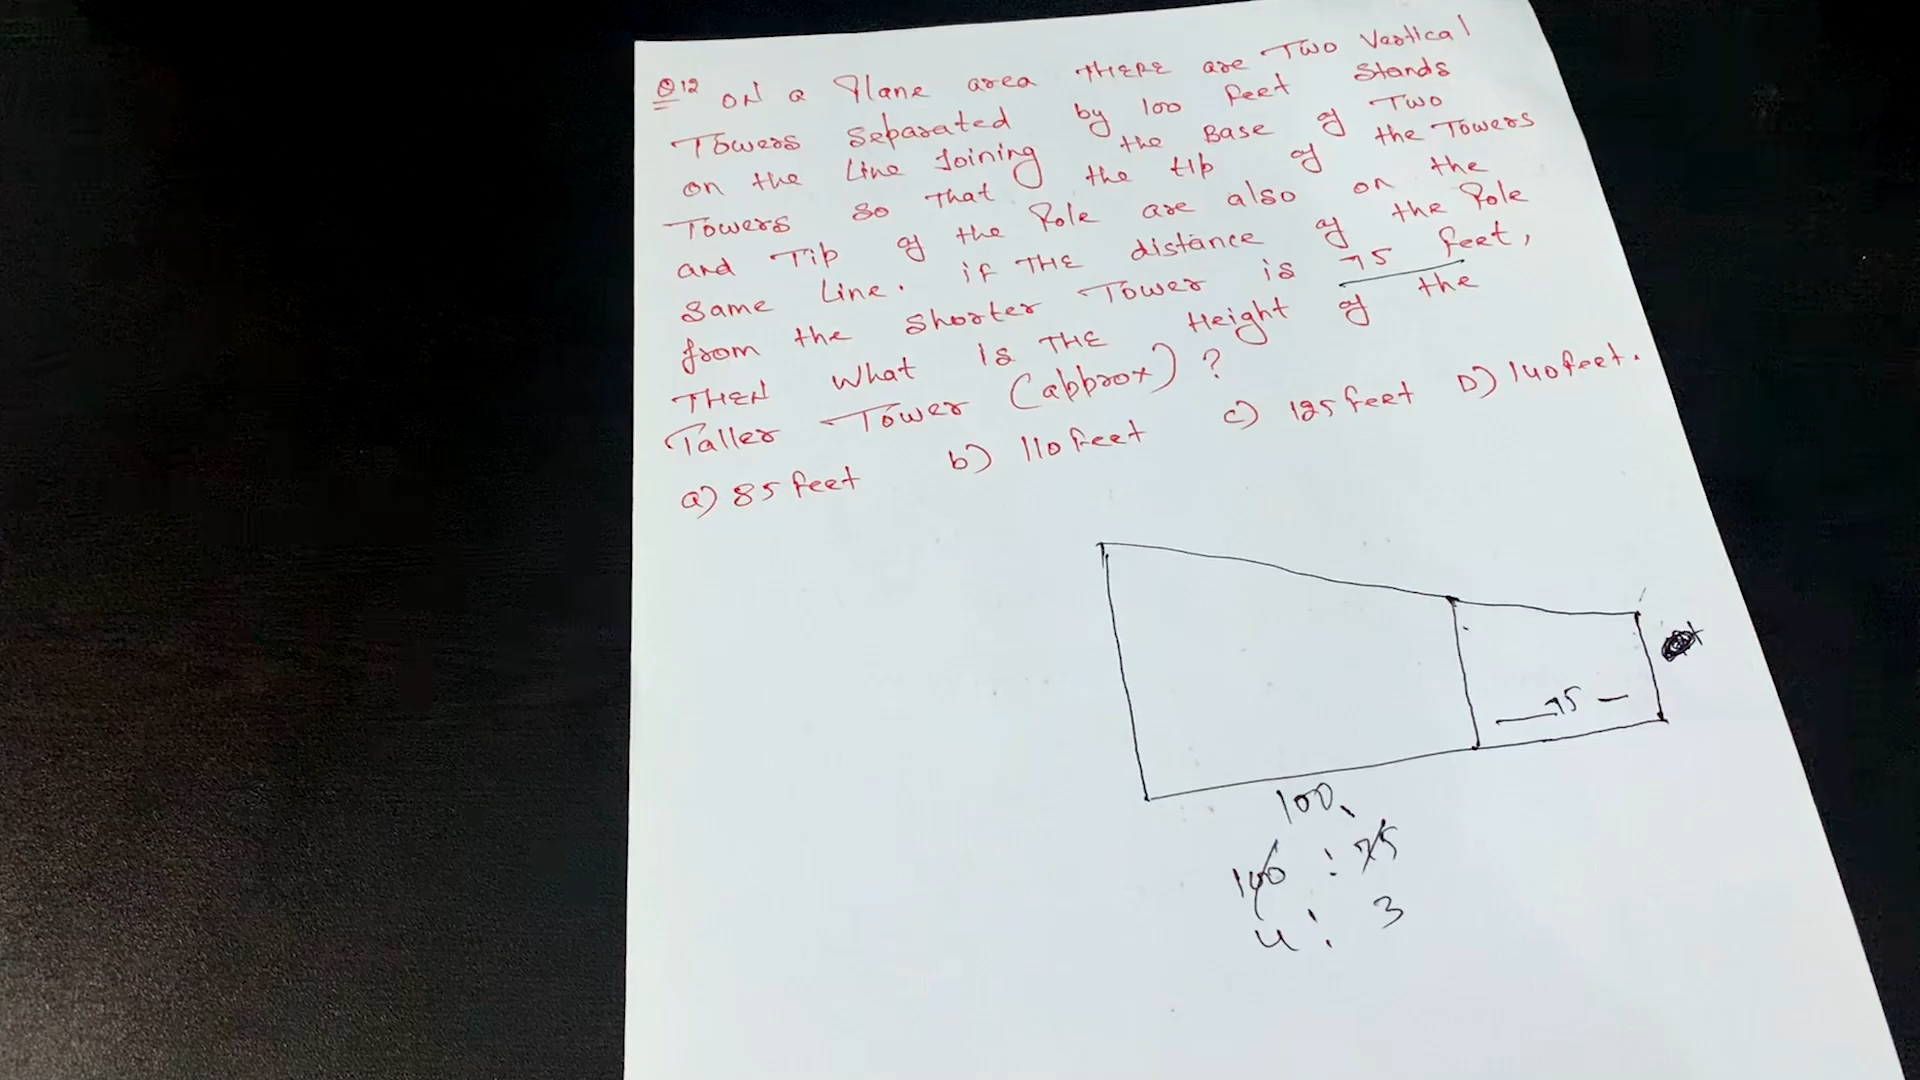 Q12 ON a Plane area THERE are Two Vertical
Towers Separated by 100 feet Stands
on the Line Joining the Base of Two
Towers so that the tip of the Towers
and Tip of the Pole are also on the
Same Line. if THE distance of the Pole
from the Shorter Tower is 75 feet,
THEN What is THE Height of the
Taller Tower (approx) ?
a) 85 feet b) 110 feet c) 125 feet D) 140 feet.
75
100
100 : 75
4 : 3